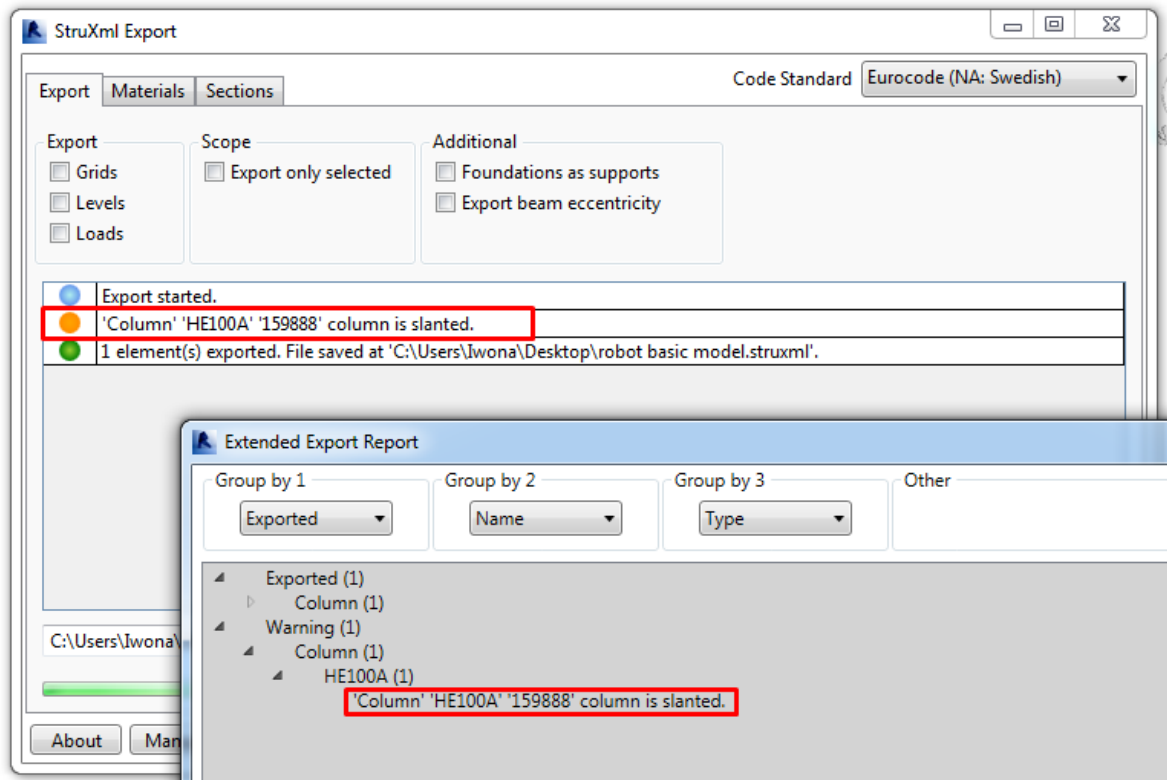 StruXml Export
Export Materials Sections Code Standard Eurocode (NA: Swedish)
Export Scope Additional
Grids Export only selected Foundations as supports
Levels Export beam eccentricity
Loads
Export started.
'Column' 'HE100A' '159888' column is slanted.
1 element(s) exported. File saved at 'C:\Users\Iwona\Desktop\robot basic model.struxml'.
Extended Export Report
Group by 1 Group by 2 Group by 3 Other
Exported Name Type
Exported (1)
Column (1)
Warning (1)
Column (1)
HE100A (1)
'Column' 'HE100A' '159888' column is slanted.
C:\Users\Iwona\
About Man